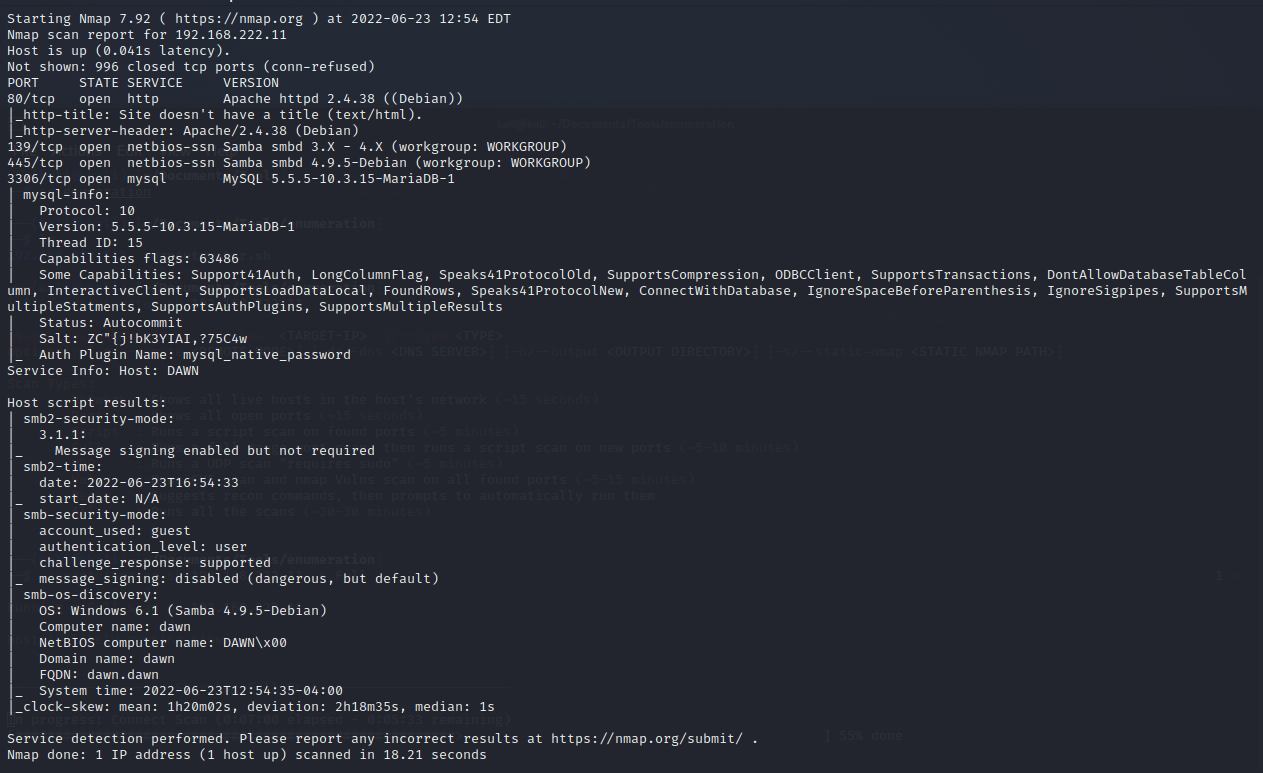 Starting Nmap 7.92 ( https://nmap.org ) at 2022-06-23 12:54 EDT
Nmap scan report for 192.168.222.11
Host is up (0.041s latency).
Not shown: 996 closed tcp ports (conn-refused)
PORT     STATE SERVICE     VERSION
80/tcp   open  http        Apache httpd 2.4.38 ((Debian))
|_http-title: Site doesn't have a title (text/html).
|_http-server-header: Apache/2.4.38 (Debian)
139/tcp  open  netbios-ssn Samba smbd 3.X - 4.X (workgroup: WORKGROUP)
445/tcp  open  netbios-ssn Samba smbd 4.9.5-Debian (workgroup: WORKGROUP)
3306/tcp open  mysql       MySQL 5.5.5-10.3.15-MariaDB-1
| mysql-info:
|   Protocol: 10
|   Version: 5.5.5-10.3.15-MariaDB-1
|   Thread ID: 15
|   Capabilities flags: 63486
|   Some Capabilities: Support41Auth, LongColumnFlag, Speaks41ProtocolOld, SupportsCompression, ODBCClient, SupportsTransactions, DontAllowDatabaseTableCol
umn, InteractiveClient, SupportsLoadDataLocal, FoundRows, Speaks41ProtocolNew, ConnectWithDatabase, IgnoreSpaceBeforeParenthesis, IgnoreSigpipes, SupportsM
ultipleStatments, SupportsAuthPlugins, SupportsMultipleResults
|   Status: Autocommit
|   Salt: ZC"{j!bK3YIAI,?75C4w
|_  Auth Plugin Name: mysql_native_password
Service Info: Host: DAWN
Host script results:
| smb2-security-mode:
|   3.1.1:
|_    Message signing enabled but not required
| smb2-time:
|   date: 2022-06-23T16:54:33
|_  start_date: N/A
| smb-security-mode:
|   account_used: guest
|   authentication_level: user
|   challenge_response: supported
|_  message_signing: disabled (dangerous, but default)
| smb-os-discovery:
|   OS: Windows 6.1 (Samba 4.9.5-Debian)
|   Computer name: dawn
|   NetBIOS computer name: DAWN\x00
|   Domain name: dawn
|   FQDN: dawn.dawn
|_  System time: 2022-06-23T12:54:35-04:00
|_clock-skew: mean: 1h20m02s, deviation: 2h18m35s, median: 1s
Service detection performed. Please report any incorrect results at https://nmap.org/submit/ .
Nmap done: 1 IP address (1 host up) scanned in 18.21 seconds